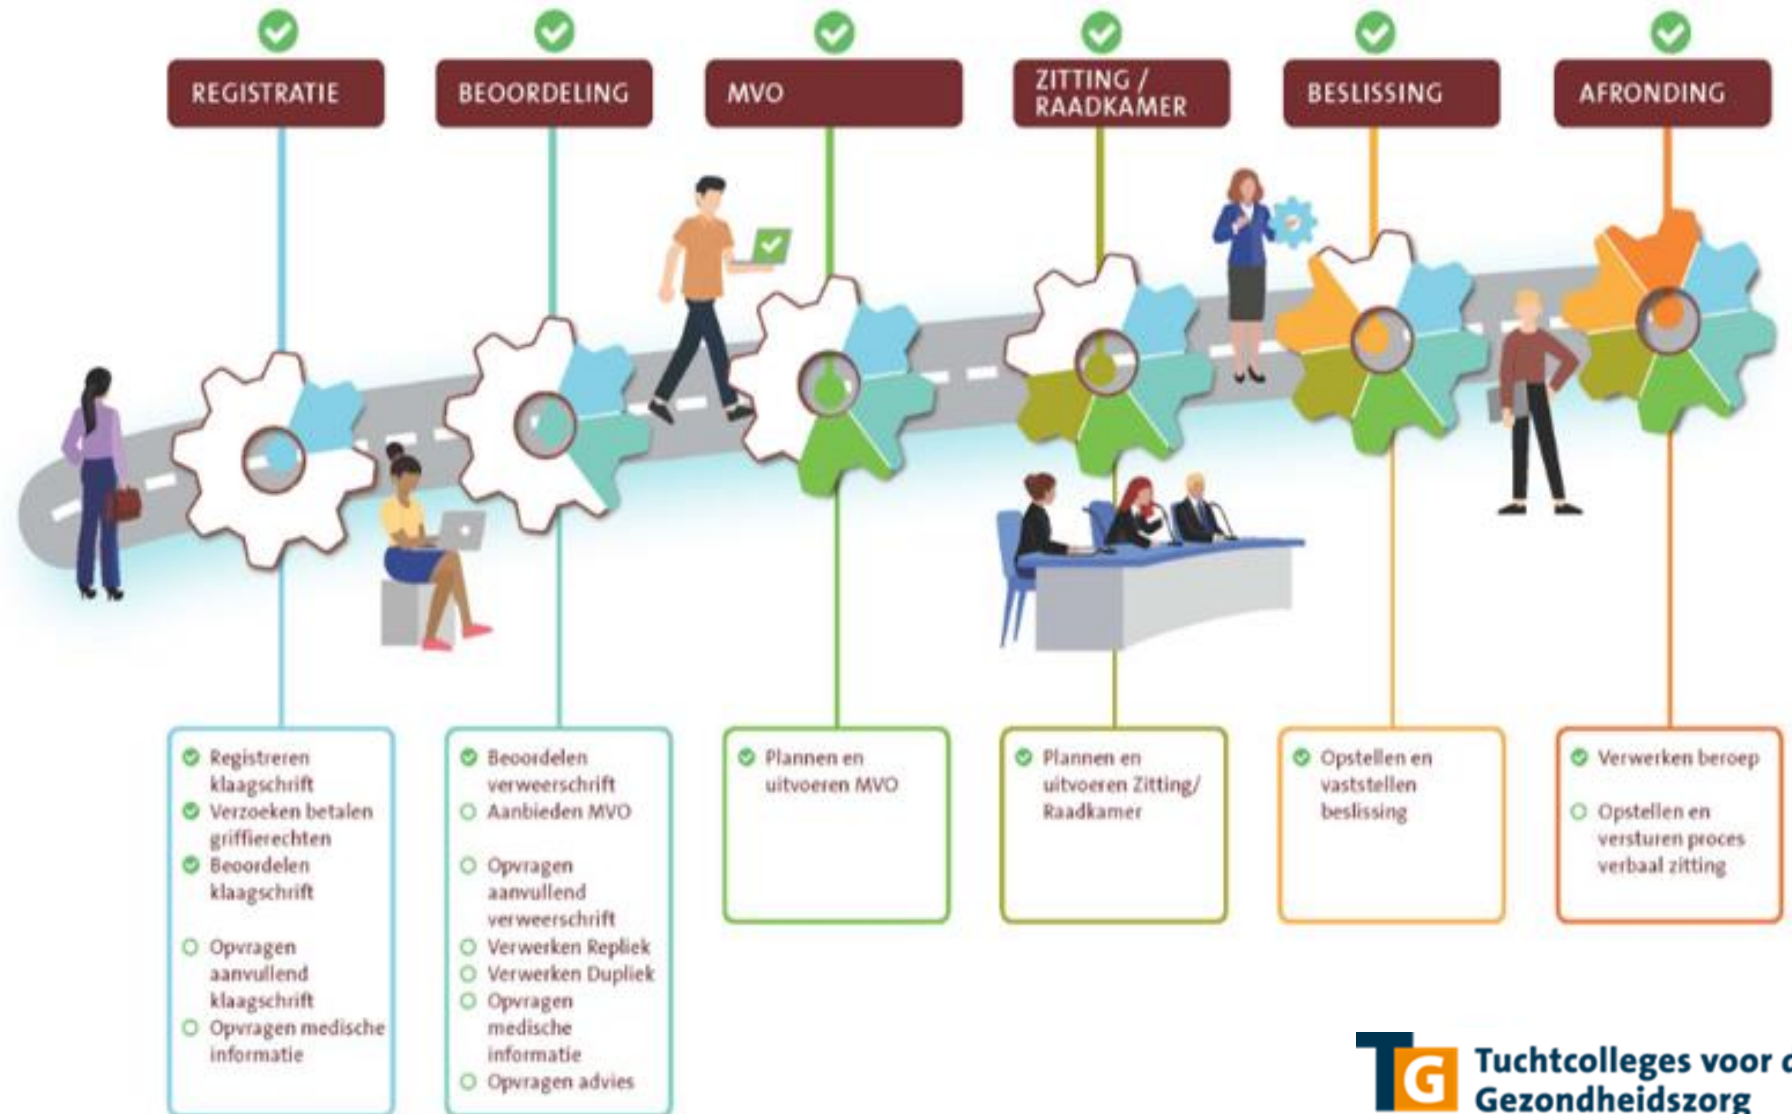 REGISTRATIE
BEOORDELING
MVO
ZITTING /
RAADKAMER
BESLISSING
AFRONDING
Registreren
klaagschrift
Verzoeken betalen
griffierechten
Beoordelen
klaagschrift
Opvragen
aanvullend
klaagschrift
Opvragen medische
informatie
Beoordelen
verweerschrift
Aanbieden MVO
Opvragen
aanvullend
verweerschrift
Verwerken Repliek
Verwerken Dupliek
Opvragen
medische
informatie
Opvragen advies
Plannen en
uitvoeren MVO
Plannen en
uitvoeren Zitting/
Raadkamer
Opstellen en
vaststellen
beslissing
Verwerken beroep
Opstellen en
versturen proces
verbaal zitting
TG
Tuchtcolleges voor d
Gezondheidszorg